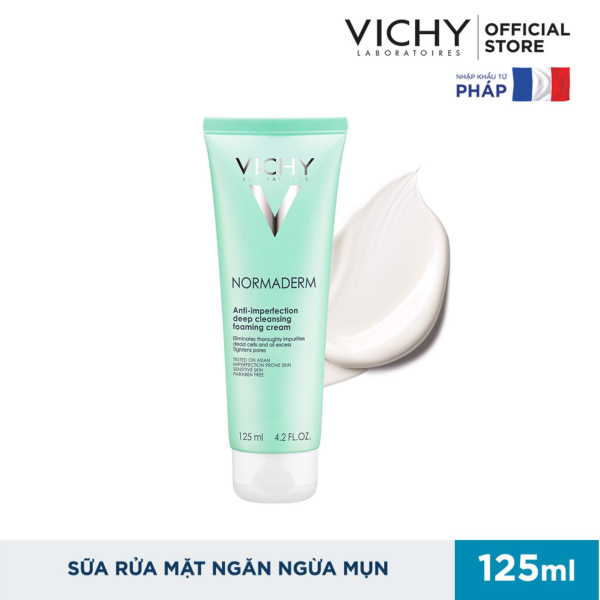 VICHY
LABORATOIRES
OFFICIAL
STORE
NHẬP KHẨU TỪ
PHÁP
VICHY
LABORATOIRES
NORMADERM
Anti-imperfection
deep cleansing
foaming cream
Eliminates thoroughly impurities
dead cells and oil excess
Tightens pores
TESTED ON ASIAN
IMPERFECTION PRONE SKIN
SENSITIVE SKIN
PARABEN FREE
125 ml 4.2 FL.OZ.
SỮA RỬA MẶT NGĂN NGỪA MỤN
125ml